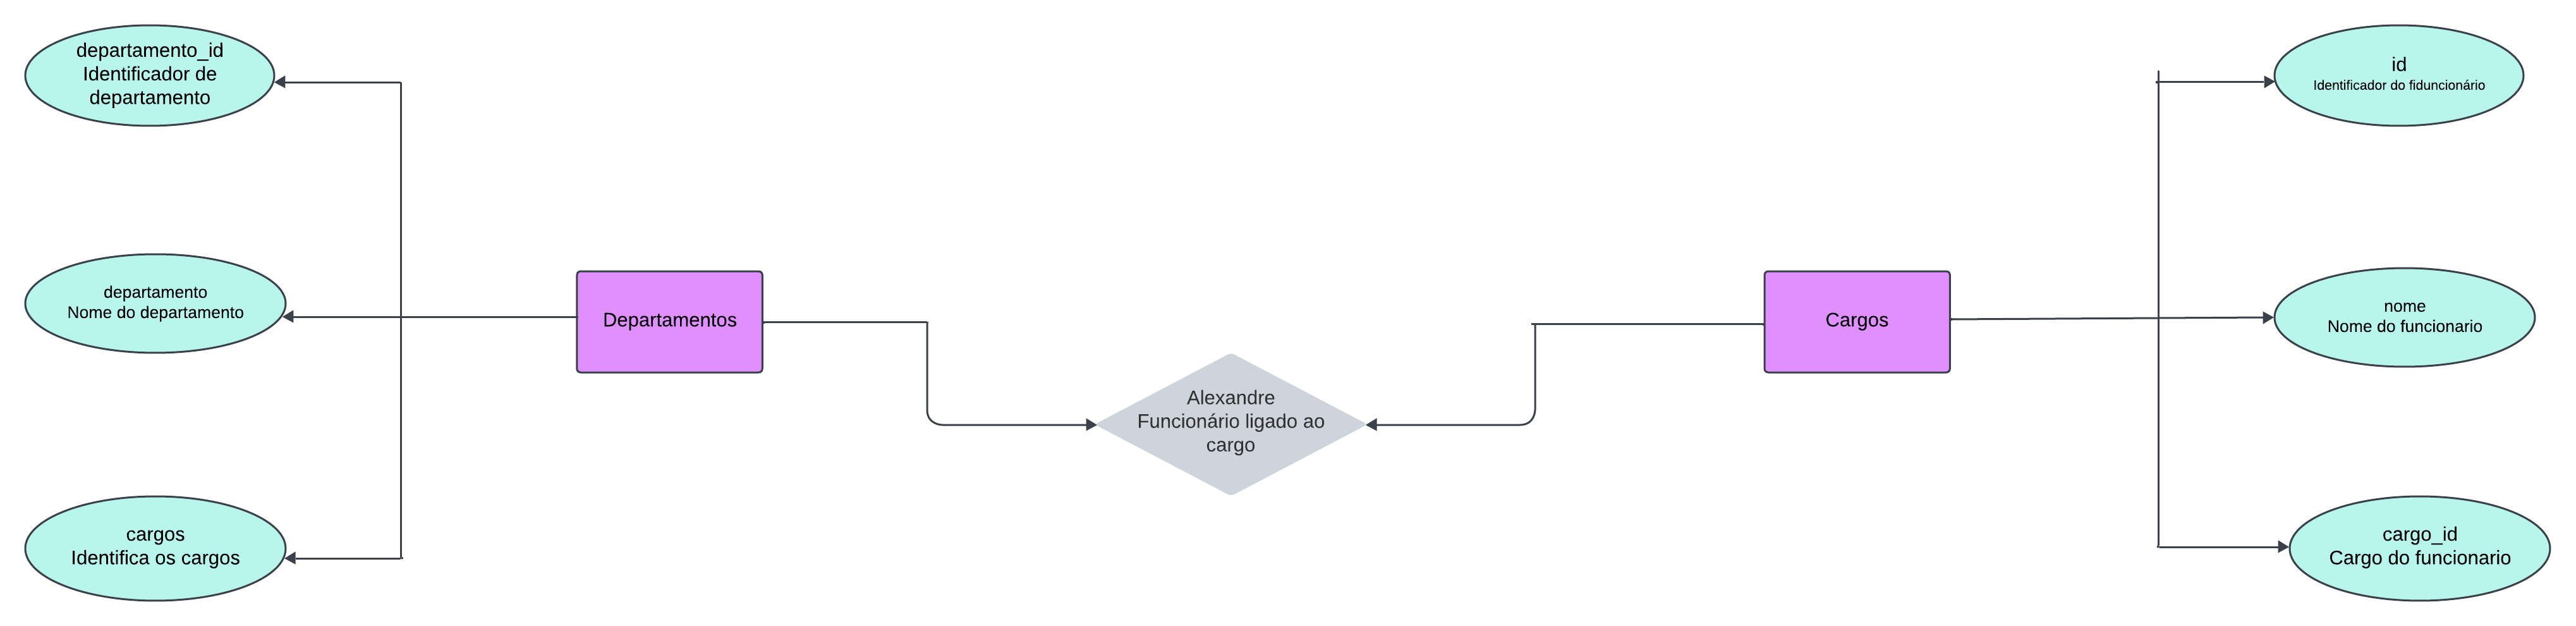 departamento_id
Identificador de
departamento
id
Identificador do fiduncionário
departamento
Nome do departamento
Departamentos
Cargos
nome
Nome do funcionario
Alexandre
Funcionário ligado ao
cargo
cargos
Identifica os cargos
cargo_id
Cargo do funcionario